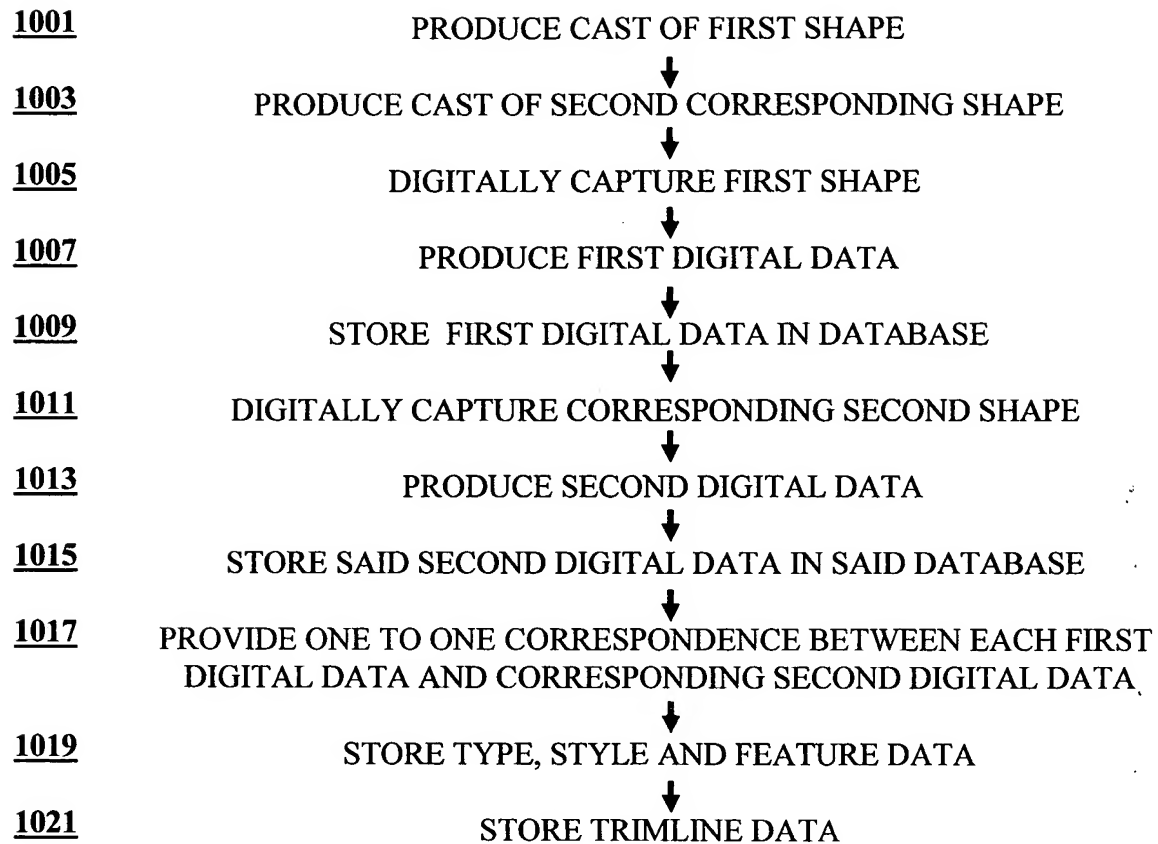 1001 PRODUCE CAST OF FIRST SHAPE
1003 PRODUCE CAST OF SECOND CORRESPONDING SHAPE
1005 DIGITALLY CAPTURE FIRST SHAPE
1007 PRODUCE FIRST DIGITAL DATA
1009 STORE FIRST DIGITAL DATA IN DATABASE
1011 DIGITALLY CAPTURE CORRESPONDING SECOND SHAPE
1013 PRODUCE SECOND DIGITAL DATA
1015 STORE SAID SECOND DIGITAL DATA IN SAID DATABASE
1017 PROVIDE ONE TO ONE CORRESPONDENCE BETWEEN EACH FIRST
DIGITAL DATA AND CORRESPONDING SECOND DIGITAL DATA
1019 STORE TYPE, STYLE AND FEATURE DATA
1021 STORE TRIMLINE DATA